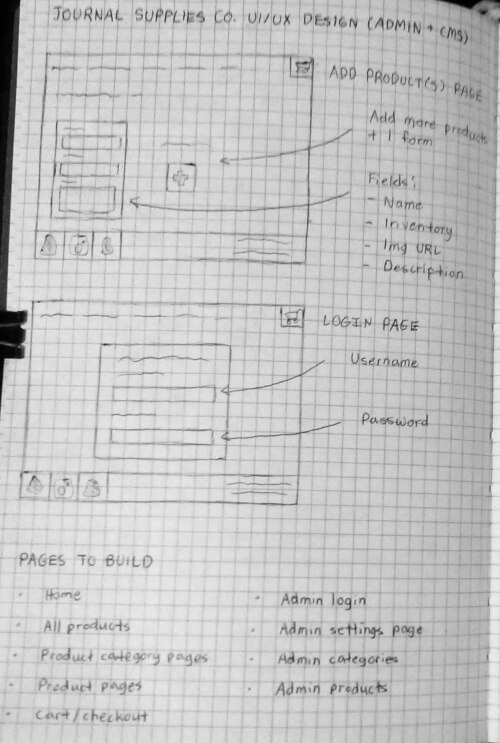 JOURNAL SUPPLIES CO. UI/UX DESIGN (ADMIN + CMS)
ADD PRODUCT(S) PAGE
Add more products
+ 1 form
Fields:
- Name
- Inventory
- Img URL
- Description
LOGIN PAGE
Username
Password
PAGES TO BUILD
· Home
· All products
· Product category pages
· Product pages
· Cart/checkout
· Admin login
· Admin settings page
· Admin categories
· Admin products